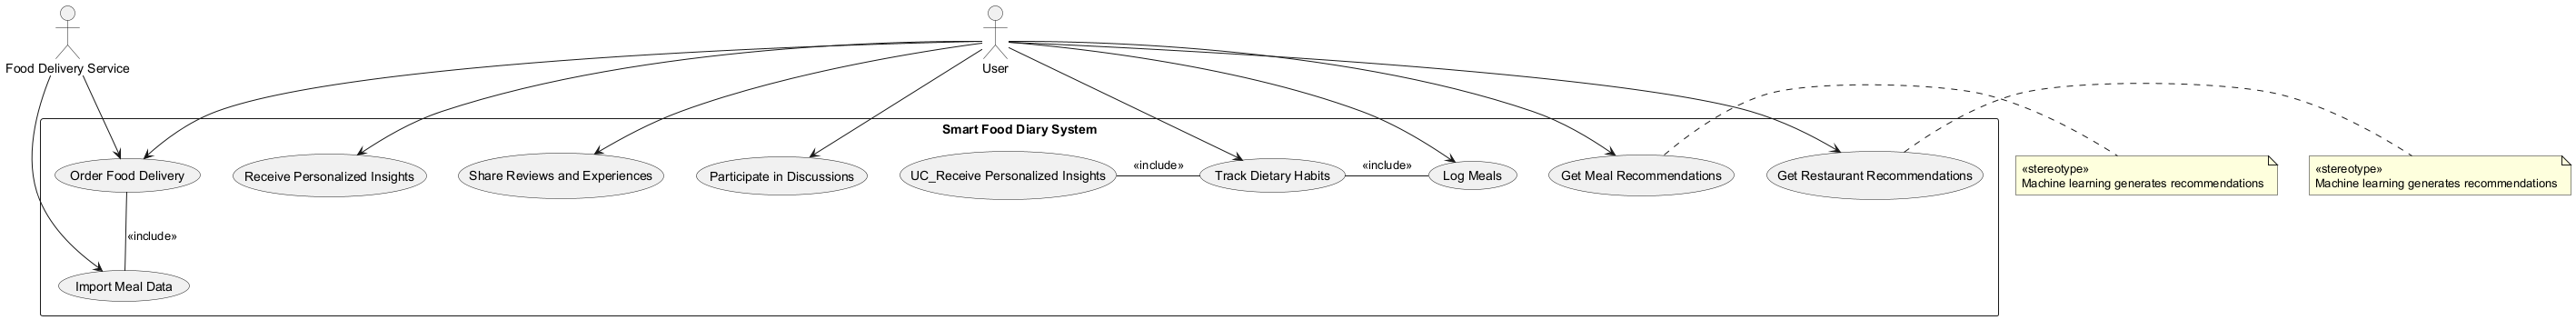 Food Delivery Service
User
Smart Food Diary System
Order Food Delivery
Receive Personalized Insights
Share Reviews and Experiences
Participate in Discussions
UC_Receive Personalized Insights
«include»
Track Dietary Habits
«include»
Log Meals
Get Meal Recommendations
Get Restaurant Recommendations
«stereotype»
Machine learning generates recommendations
«stereotype»
Machine learning generates recommendations
«include»
Import Meal Data